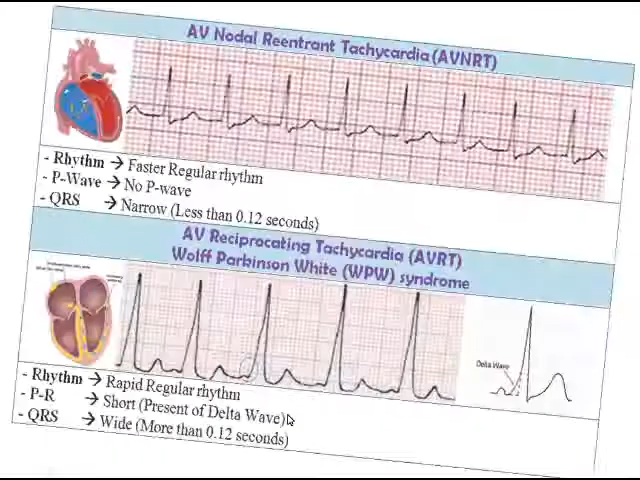 AV Nodal Reentrant Tachycardia (AVNRT)
- Rhythm → Faster Regular rhythm
- P-Wave → No P-wave
- QRS → Narrow (Less than 0.12 seconds)
AV Reciprocating Tachycardia (AVRT)
Wolff Parkinson White (WPW) syndrome
Delta Wave
- Rhythm → Rapid Regular rhythm
- P-R → Short (Present of Delta Wave)
- QRS → Wide (More than 0.12 seconds)